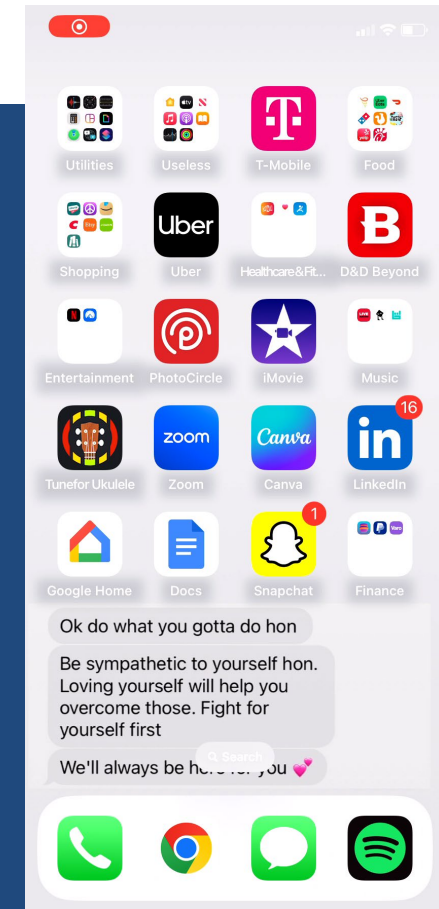 Utilities
Useless
T-Mobile
Food
Uber
Shopping
Uber
Healthcare & Fit...
D&D Beyond
Entertainment
PhotoCircle
iMovie
Music
zoom
Canva
in
16
Tunefor Ukulele
Zoom
Canva
LinkedIn
1
Google Home
Docs
Snapchat
Finance
Ok do what you gotta do hon
Be sympathetic to yourself hon.
Loving yourself will help you
overcome those. Fight for
yourself first
We'll always be here for you 💕
Search